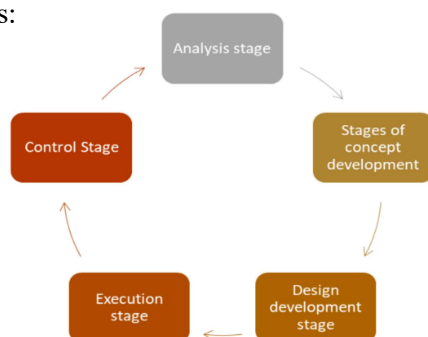 s:
Analysis stage
Stages of
concept
development
Design
development
stage
Execution
stage
Control Stage